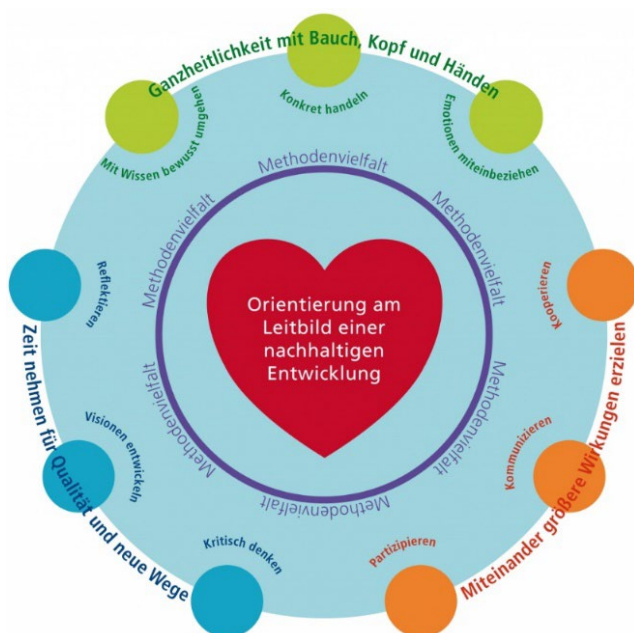 Ganzheitlichkeit mit Bauch, Kopf und Händen
Mit Wissen bewusst umgehen
Konkret handeln
Emotionen miteinbeziehen
Miteinander größere Wirkungen erzielen
Kooperieren
Kommunizieren
Partizipieren
Zeit nehmen für Qualität und neue Wege
Reflektieren
Visionen entwickeln
Kritisch denken
Methodenvielfalt
Methodenvielfalt
Methodenvielfalt
Methodenvielfalt
Methodenvielfalt
Methodenvielfalt
Orientierung am
Leitbild einer
nachhaltigen
Entwicklung